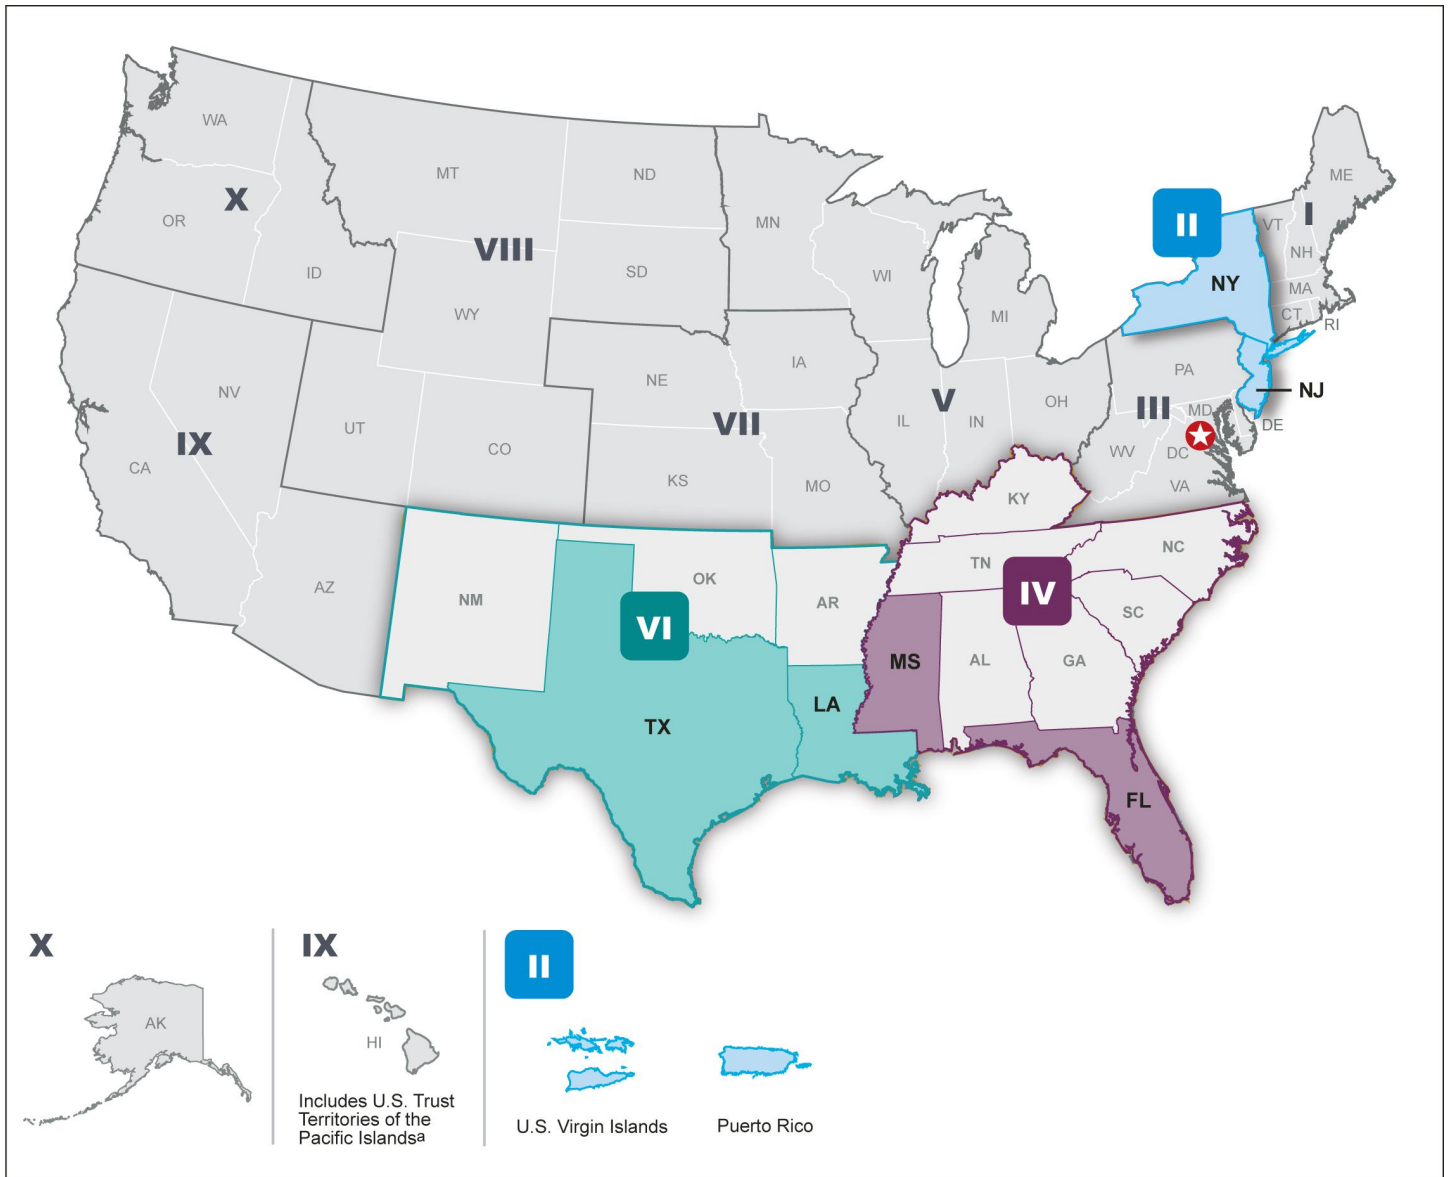 WA
MT
ND
ME
MN
X
II
I
OR
VT
VIII
NH
ID
SD
WI
NY
MA
WY
MI
CT
RI
IA
PA
NE
NJ
NV
V
OH
III
MD
UT
VII
IL
IN
DE
IX
CO
WV
DC
CA
KS
MO
VA
KY
NC
TN
AZ
OK
NM
AR
IV
SC
VI
MS
AL
GA
LA
TX
FL
X
IX
II
AK
HI
Includes U.S. Trust
Territories of the
Pacific Islandsa
U.S. Virgin Islands
Puerto Rico